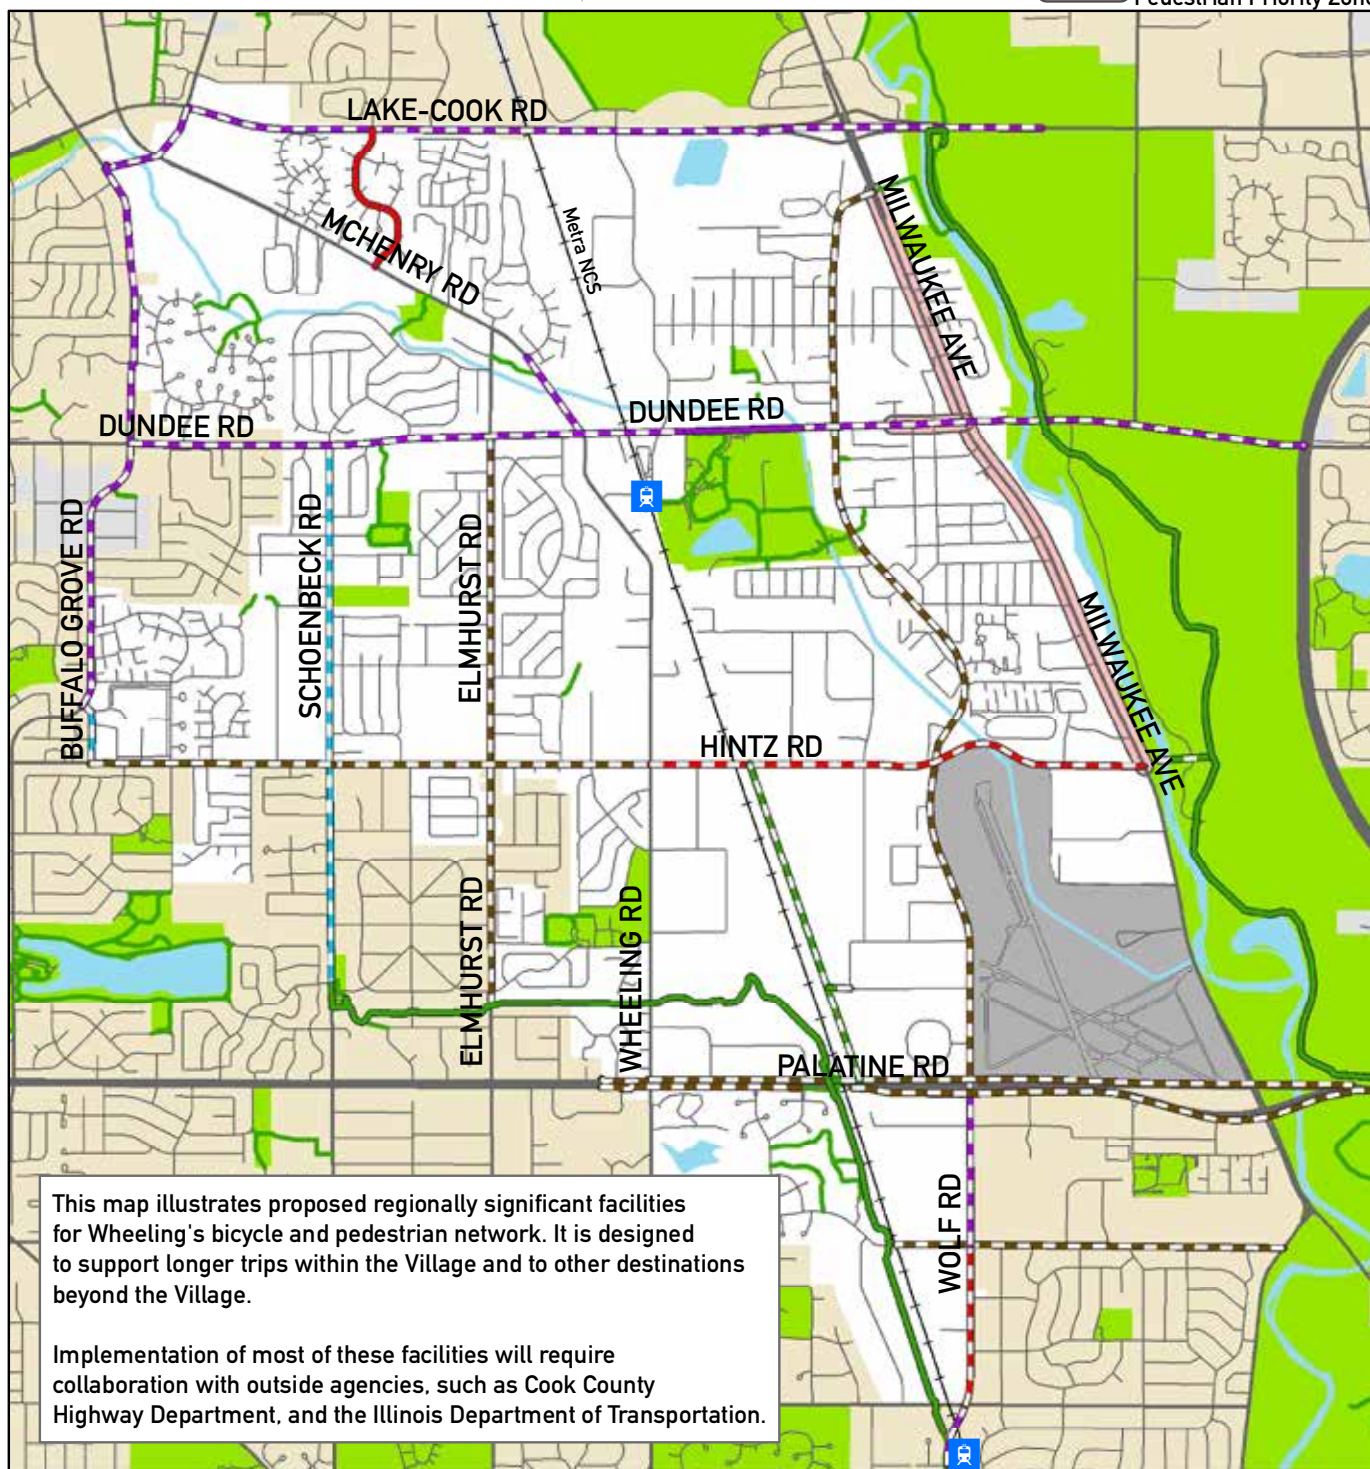 Pedestrian Priority Zone
LAKE-COOK RD
MCHENRY RD
Metra NCS
MILWAUKEE AVE
DUNDEE RD
DUNDEE RD
BUFFALO GROVE RD
SCHOENBECK RD
ELMHURST RD
MILWAUKEE AVE
HINTZ RD
ELMHURST RD
WHEELING RD
PALATINE RD
WOLF RD
This map illustrates proposed regionally significant facilities
for Wheeling's bicycle and pedestrian network. It is designed
to support longer trips within the Village and to other destinations
beyond the Village.
Implementation of most of these facilities will require
collaboration with outside agencies, such as Cook County
Highway Department, and the Illinois Department of Transportation.